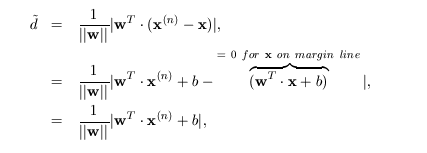 d̃ = 1/||w|| |w^T · (x^(n) − x)|,
= 0 for x on margin line
= 1/||w|| |w^T · x^(n) + b − (w^T · x + b)|,
= 1/||w|| |w^T · x^(n) + b|,